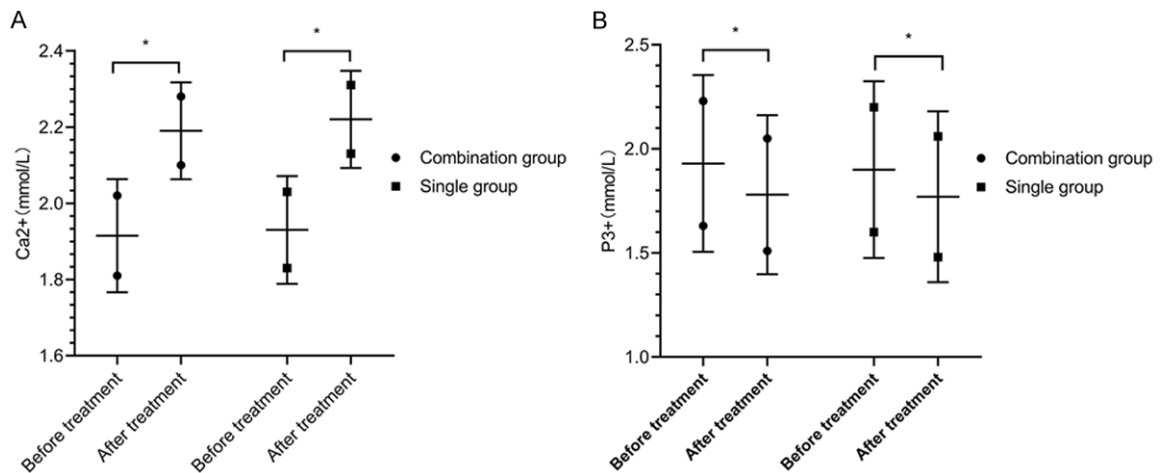 A
*
*
2.4
2.2
2.0
1.8
1.6
Ca2+(mmol/L)
Combination group
Single group
Before treatment
After treatment
Before treatment
After treatment
B
*
*
2.5
2.0
1.5
1.0
P3+(mmol/L)
Combination group
Single group
Before treatment
After treatment
Before treatment
After treatment